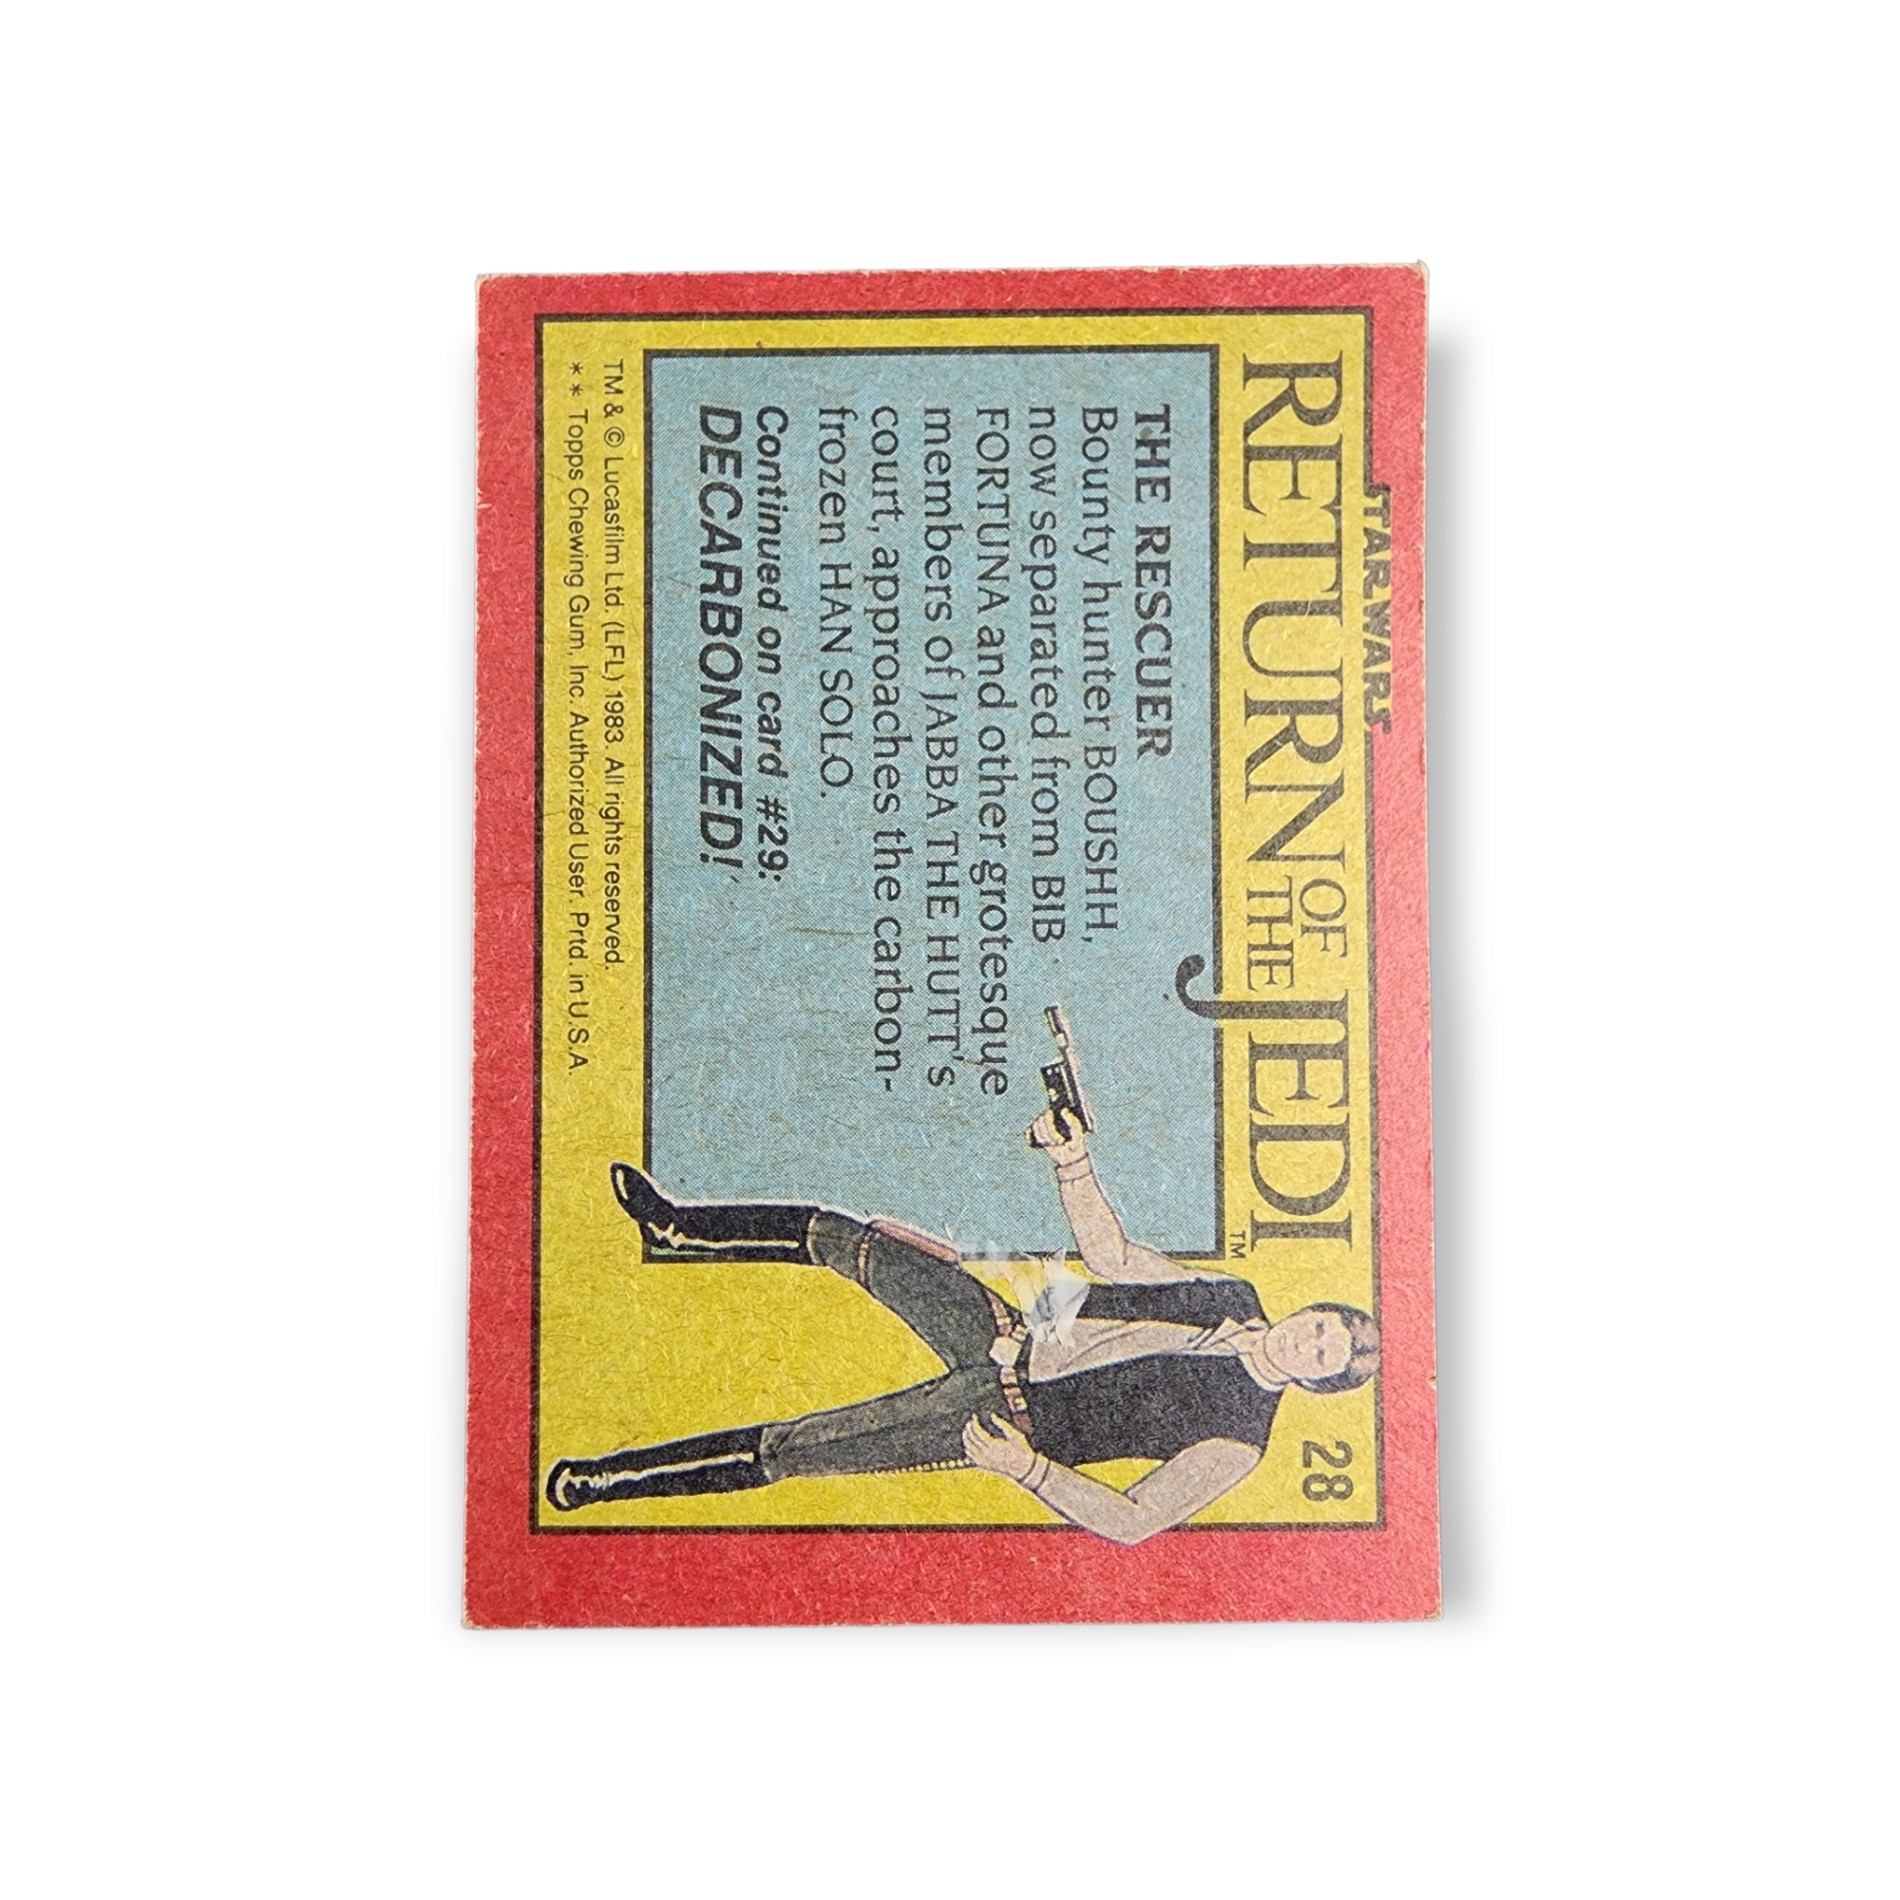 STAR WARS
RETURN OF THE JEDI TM
28
THE RESCUER
Bounty hunter BOUSHH,
now separated from BIB
FORTUNA and other grotesque
members of JABBA THE HUTT's
court, approaches the carbon-
frozen HAN SOLO.
Continued on card #29:
DECARBONIZED!
TM & © Lucasfilm Ltd. (LFL) 1983. All rights reserved.
** Topps Chewing Gum, Inc. Authorized User. Prtd. in U.S.A.